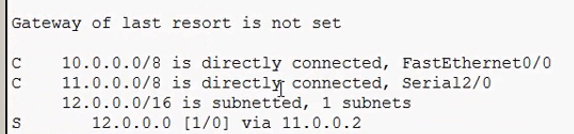 Gateway of last resort is not set
C    10.0.0.0/8 is directly connected, FastEthernet0/0
C    11.0.0.0/8 is directly connected, Serial2/0
     12.0.0.0/16 is subnetted, 1 subnets
S       12.0.0.0 [1/0] via 11.0.0.2